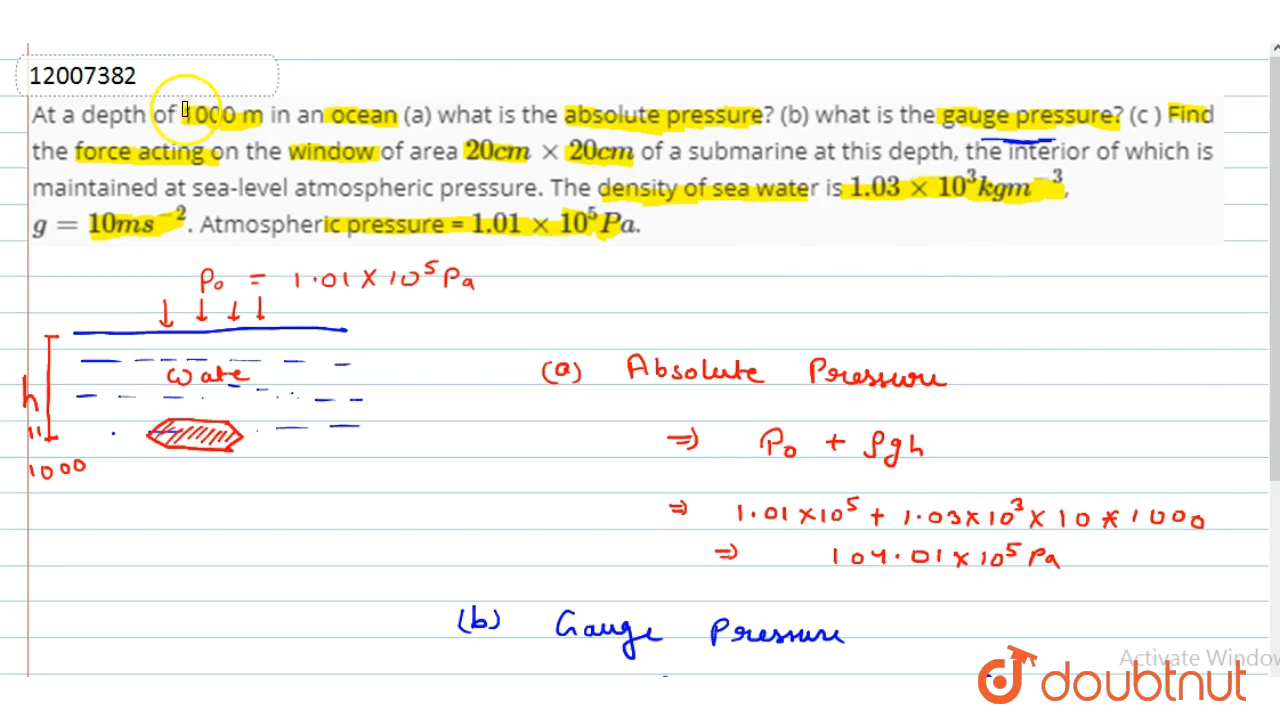 12007382
At a depth of 1000 m in an ocean (a) what is the absolute pressure? (b) what is the gauge pressure? (c ) Find
the force acting on the window of area 20cm × 20cm of a submarine at this depth, the interior of which is
maintained at sea-level atmospheric pressure. The density of sea water is 1.03 × 10³kgm⁻³,
g = 10ms⁻². Atmospheric pressure = 1.01 × 10⁵Pa.
P₀ = 1.01 × 10⁵ Pa
Wate
h
11
1000
(a) Absolute Pressure
⇒ P₀ + ρgh
⇒ 1.01×10⁵ + 1.03×10³ × 10 × 1000
⇒ 104.01×10⁵ Pa
(b) Gauge Pressure
Activate Window
doubtnut